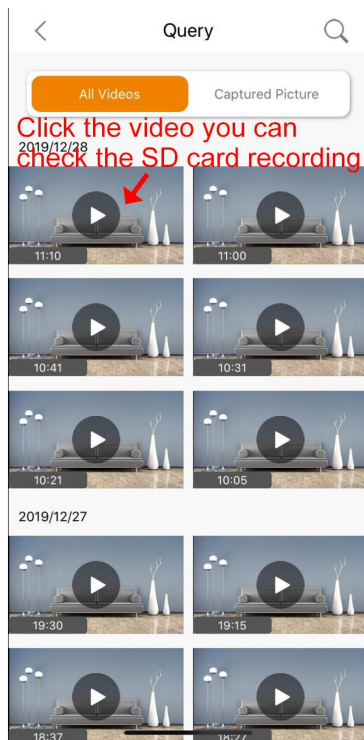 Query
All Videos Captured Picture
Click the video you can
2019/12/28
check the SD card recording
11:10 11:00
10:41 10:31
10:21 10:05
2019/12/27
19:30 19:15
18:37 18:27